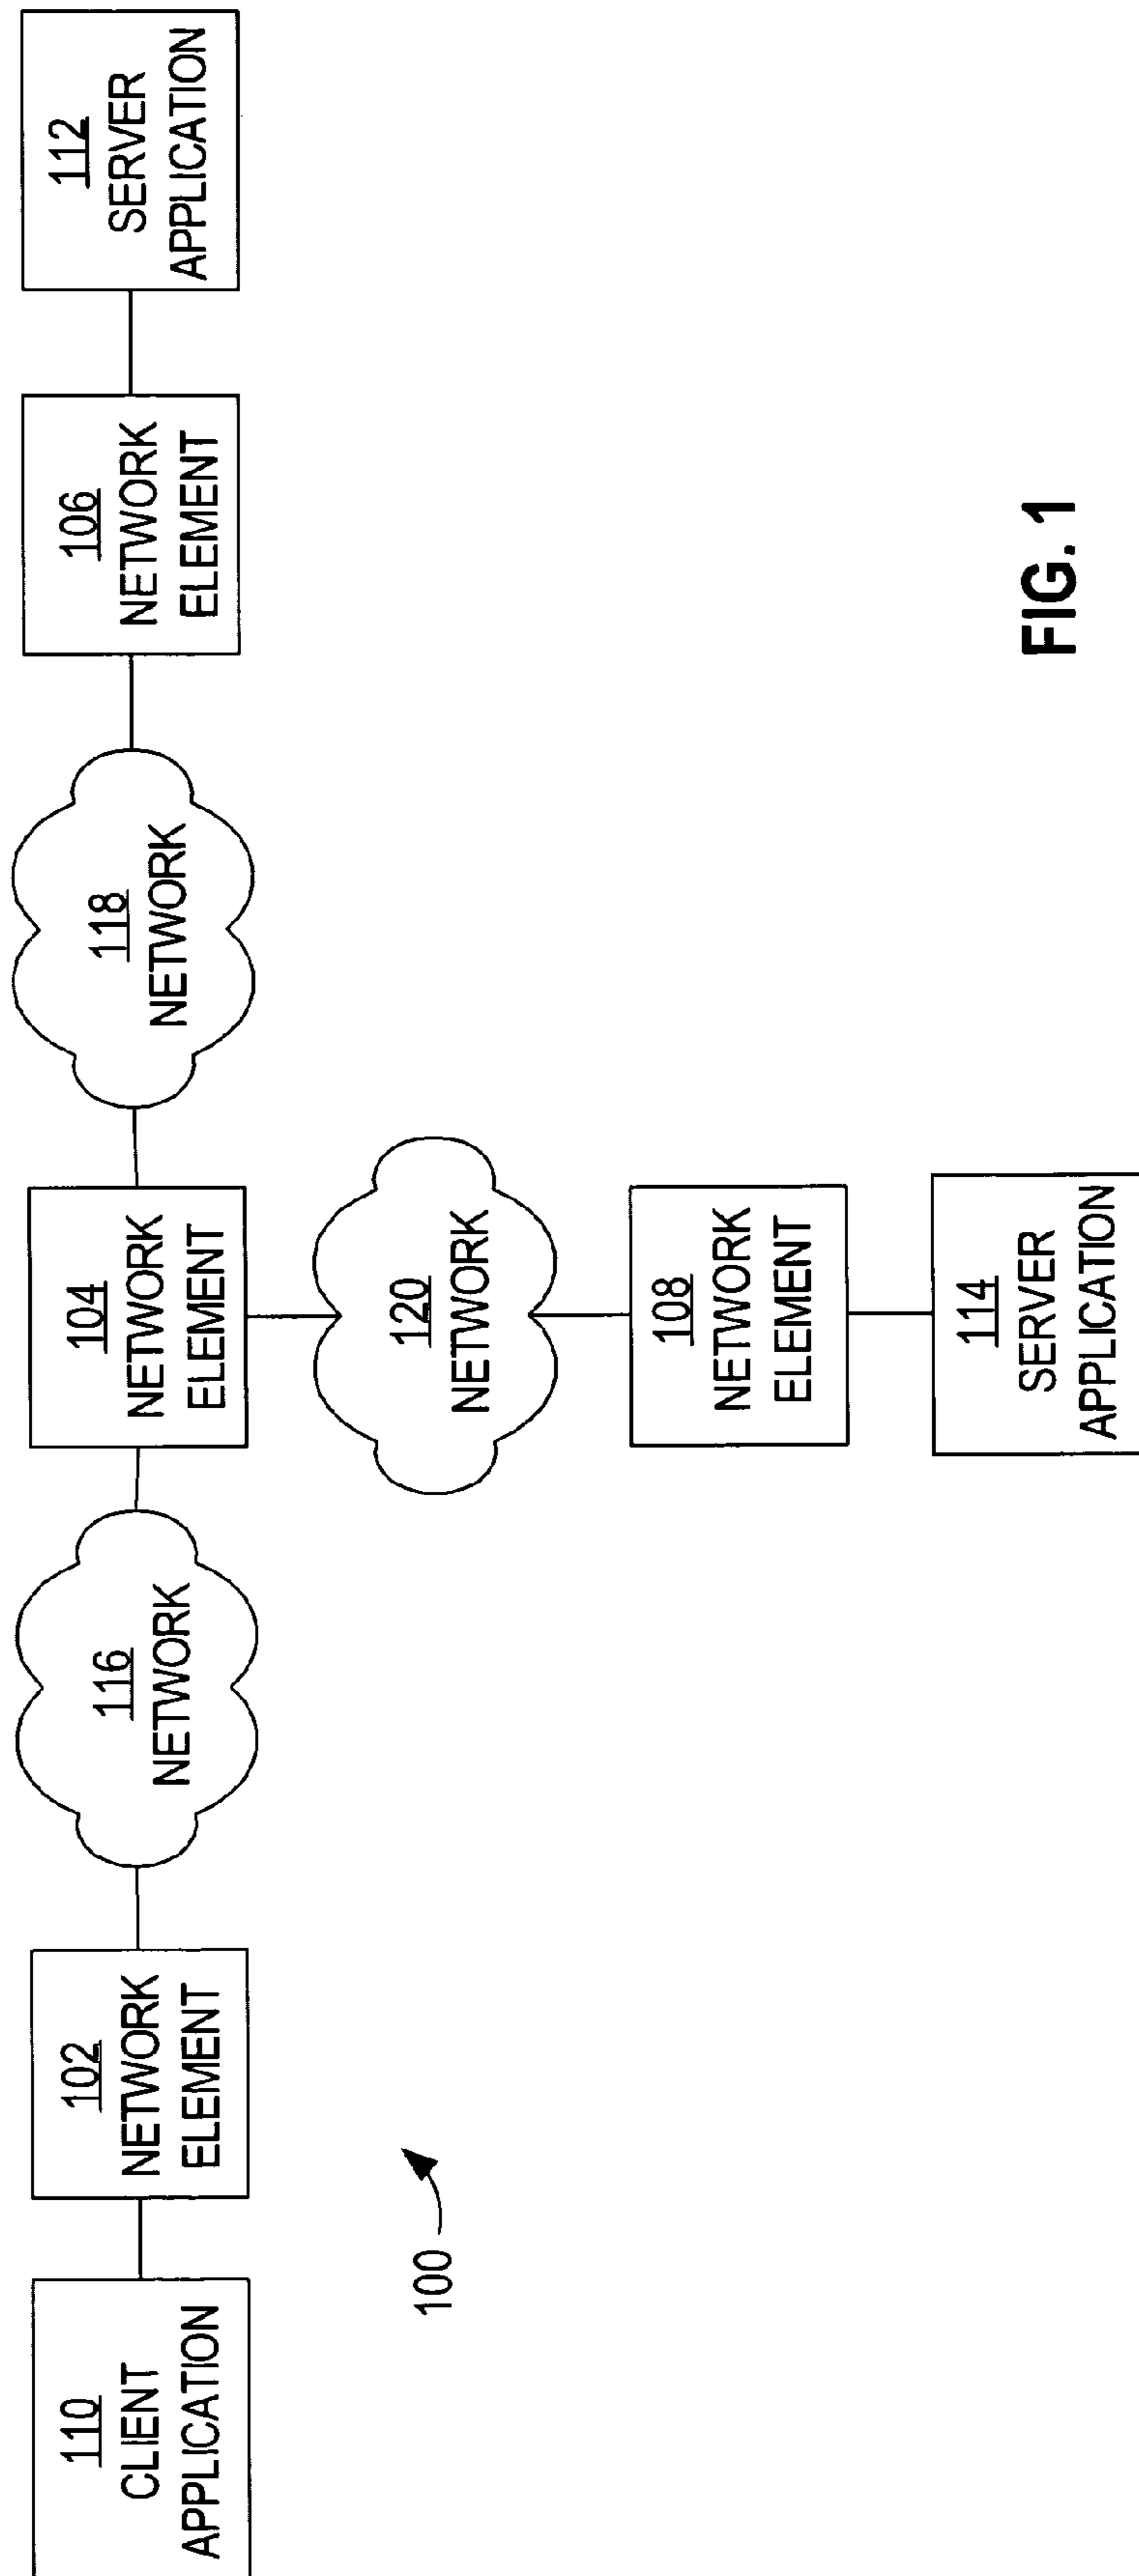 110
CLIENT
APPLICATION
102
NETWORK
ELEMENT
116
NETWORK
104
NETWORK
ELEMENT
118
NETWORK
106
NETWORK
ELEMENT
112
SERVER
APPLICATION
120
NETWORK
108
NETWORK
ELEMENT
114
SERVER
APPLICATION
100
FIG. 1